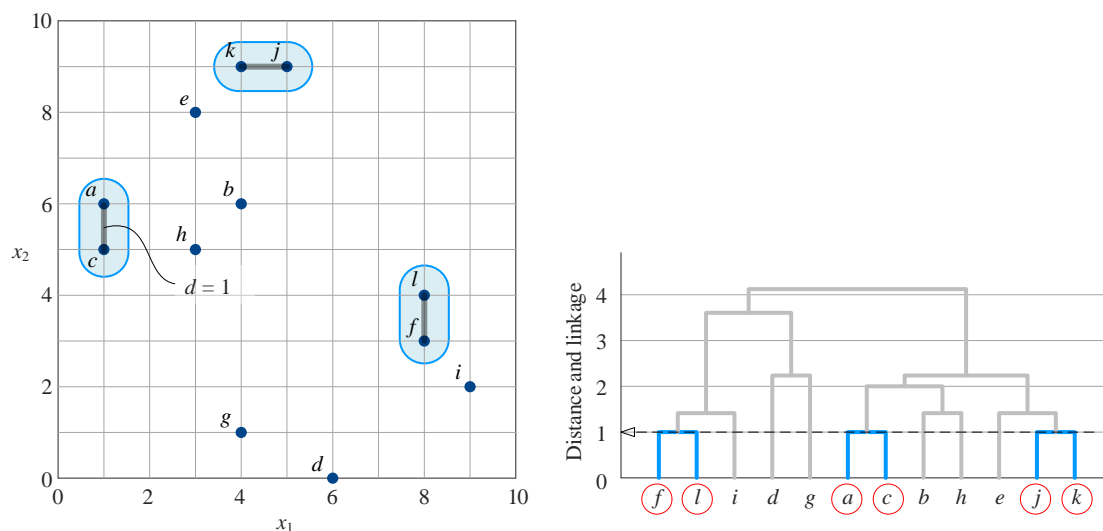 10
k j
e
8
a b
6
h
x2
c
d = 1
l
4
f
i
2
g
d
0
0 2 4 6 8 10
x1
Distance and linkage
4
3
2
1
0
f l i d g a c b h e j k